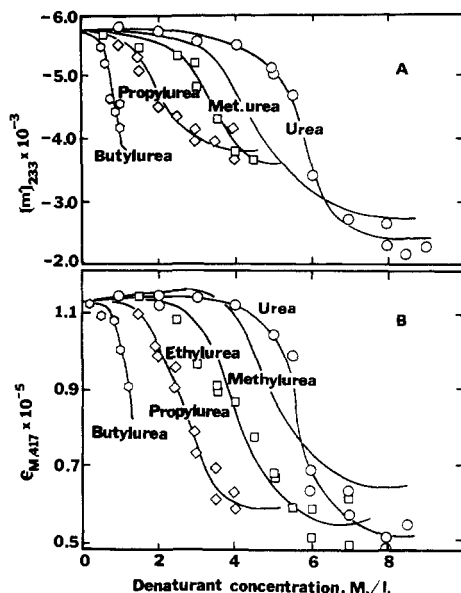 −6.0
A
−5.0
Propylurea
Met.urea
Urea
[m']233 × 10−3
−4.0
Butylurea
−3.0
−2.0
B
1.1
Urea
Ethylurea
Methylurea
0.9
Propylurea
εM,417 × 10−5
Butylurea
0.7
0.5
0 2 4 6 8
Denaturant concentration, M./l.